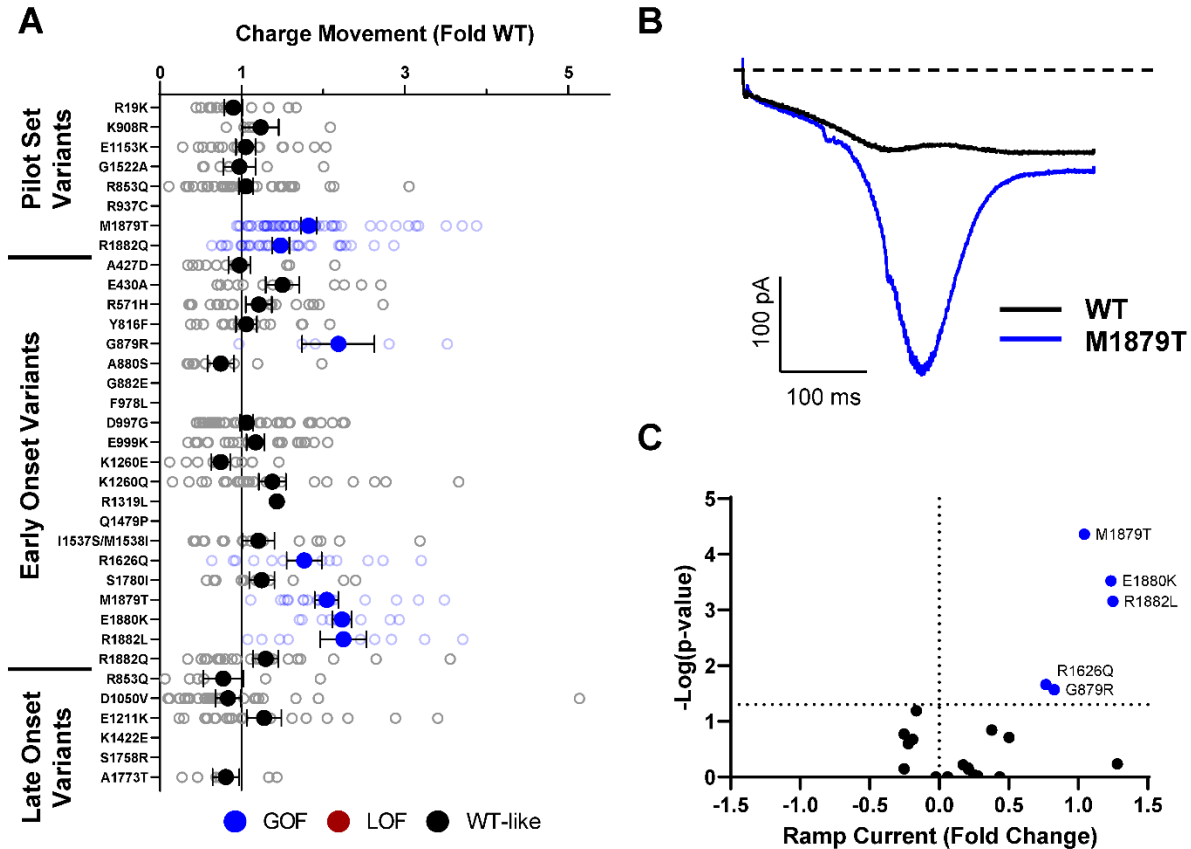 A
Charge Movement (Fold WT)
0 1 3 5
Pilot Set
Variants
R19K
K908R
E1153K
G1522A
R853Q
R937C
M1879T
R1882Q
Early Onset Variants
A427D
E430A
R571H
Y816F
G879R
A880S
G882E
F978L
D997G
E999K
K1260E
K1260Q
R1319L
Q1479P
I1537S/M1538I
R1626Q
S1780I
M1879T
E1880K
R1882L
R1882Q
Late Onset
Variants
R853Q
D1050V
E1211K
K1422E
S1758R
A1773T
GOF LOF WT-like
B
100 pA
100 ms
WT
M1879T
C
-Log(p-value)
5
4
3
2
1
0
M1879T
E1880K
R1882L
R1626Q
G879R
-1.5 -1.0 -0.5 0.0 0.5 1.0 1.5
Ramp Current (Fold Change)